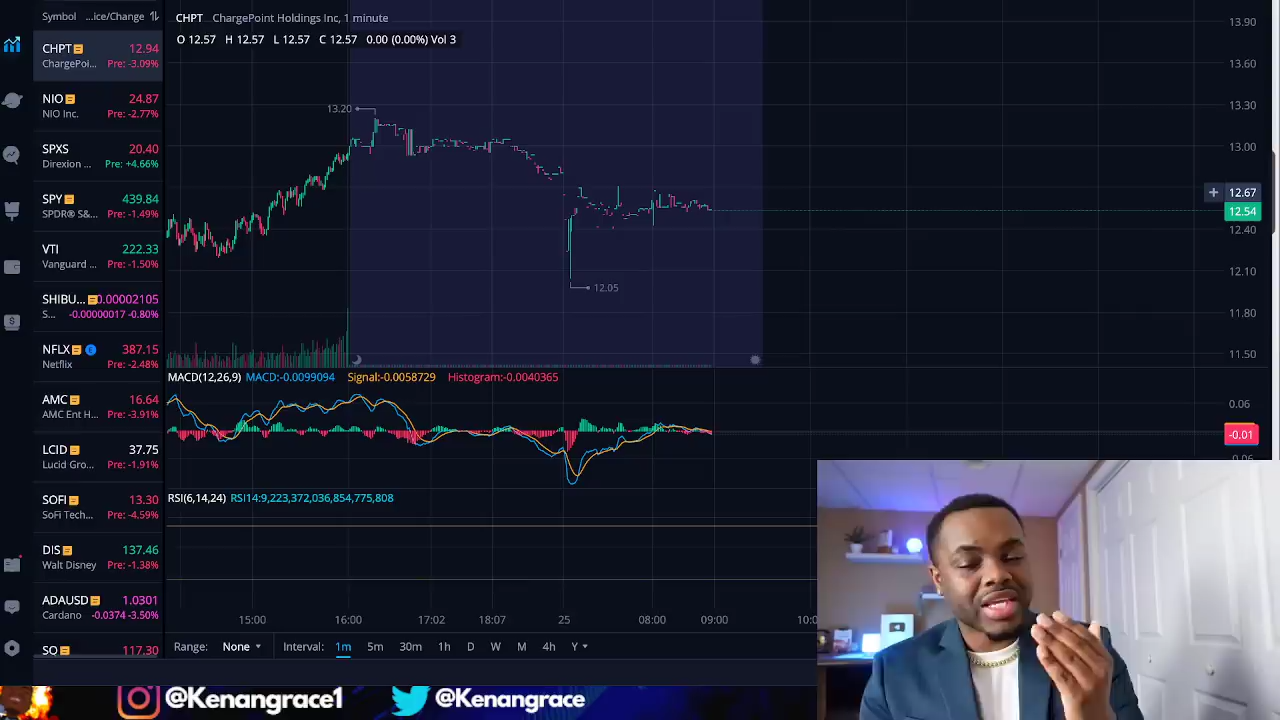 Symbol ...ice/Change
CHPT 12.94
ChargePoi... Pre: -3.09%
NIO 24.87
NIO Inc. Pre: -2.77%
SPXS 20.40
Direxion ... Pre: +4.66%
SPY 439.84
SPDR® S&... Pre: -1.49%
VTI 222.33
Vanguard ... Pre: -1.50%
SHIBU... 0.00002105
S... -0.00000017 -0.80%
NFLX E 387.15
Netflix Pre: -2.48%
AMC 16.64
AMC Ent H... Pre: -3.91%
LCID 37.75
Lucid Gro... Pre: -1.91%
SOFI 13.30
SoFi Tech... Pre: -4.59%
DIS 137.46
Walt Disney Pre: -1.38%
ADAUSD 1.0301
Cardano -0.0374 -3.50%
SQ 117.30
CHPT ChargePoint Holdings Inc, 1 minute
O 12.57 H 12.57 L 12.57 C 12.57 0.00 (0.00%) Vol 3
13.20
12.05
13.90
13.60
13.30
13.00
12.67
12.54
12.40
12.10
11.80
11.50
MACD(12,26,9) MACD:-0.0099094 Signal:-0.0058729 Histogram:-0.0040365
0.06
-0.01
-0.06
RSI(6,14,24) RSI14:9,223,372,036,854,775,808
15:00 16:00 17:02 18:07 25 08:00 09:00
Range: None Interval: 1m 5m 30m 1h D W M 4h Y
@Kenangrace1 @Kenangrace